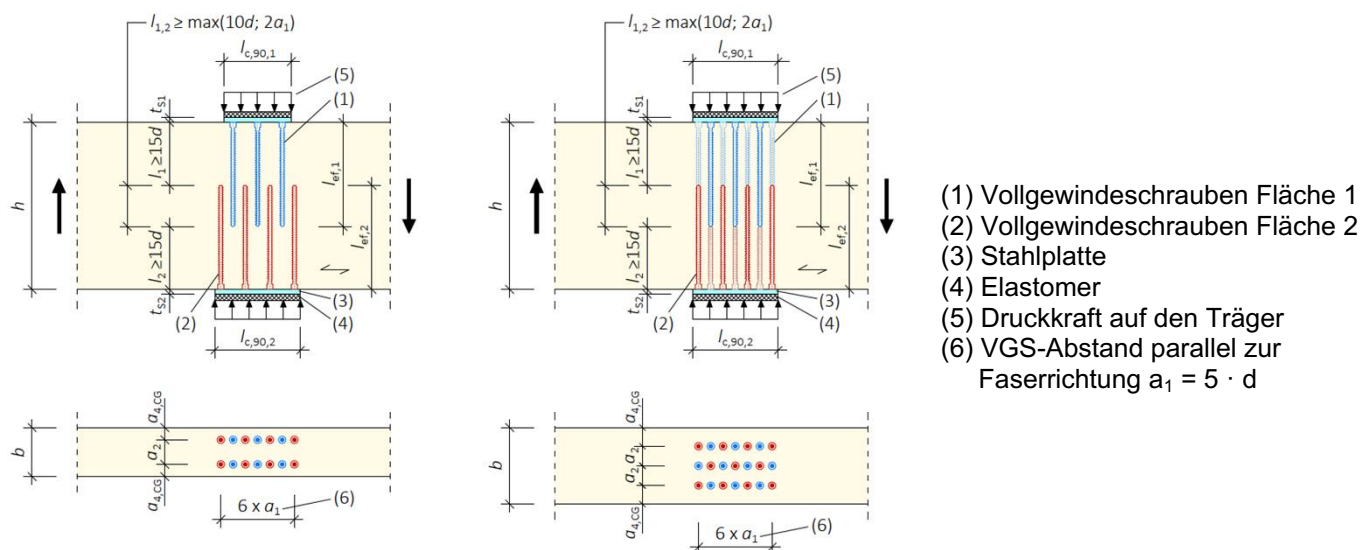 l1,2 ≥ max(10d; 2a1)
lc,90,1
(5)
(1)
tS1
l1 ≥15d
lef,1
h
l2 ≥15d
lef,2
tS2
(2)
(3)
(4)
lc,90,2
a4,CG
b
a2
a4,CG
6 x a1
(6)
l1,2 ≥ max(10d; 2a1)
lc,90,1
(5)
(1)
tS1
l1 ≥15d
lef,1
h
l2 ≥15d
lef,2
tS2
(2)
(3)
(4)
lc,90,2
a4,CG
b
a2
a2
a4,CG
6 x a1
(6)
(1) Vollgewindeschrauben Fläche 1
(2) Vollgewindeschrauben Fläche 2
(3) Stahlplatte
(4) Elastomer
(5) Druckkraft auf den Träger
(6) VGS-Abstand parallel zur
Faserrichtung a1 = 5 · d